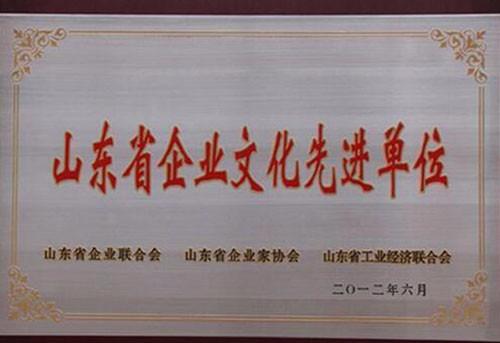 山东省企业文化先进单位
山东省企业联合会 山东省企业家协会 山东省工业经济联合会
二〇一二年六月